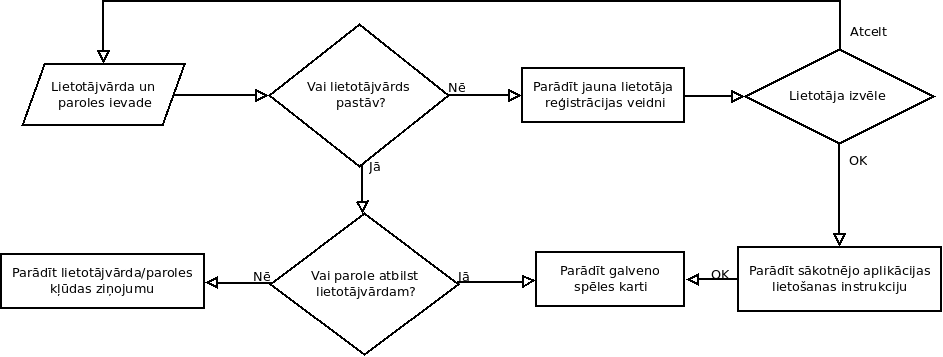 Atcelt
Lietotājvārda un
paroles ievade
Vai lietotājvārds
pastāv?
Nē
Parādīt jauna lietotāja
reģistrācijas veidni
Lietotāja izvēle
Jā
OK
Parādīt lietotājvārda/paroles
kļūdas ziņojumu
Nē
Vai parole atbilst
lietotājvārdam?
Jā
Parādīt galveno
spēles karti
OK
Parādīt sākotnējo aplikācijas
lietošanas instrukciju